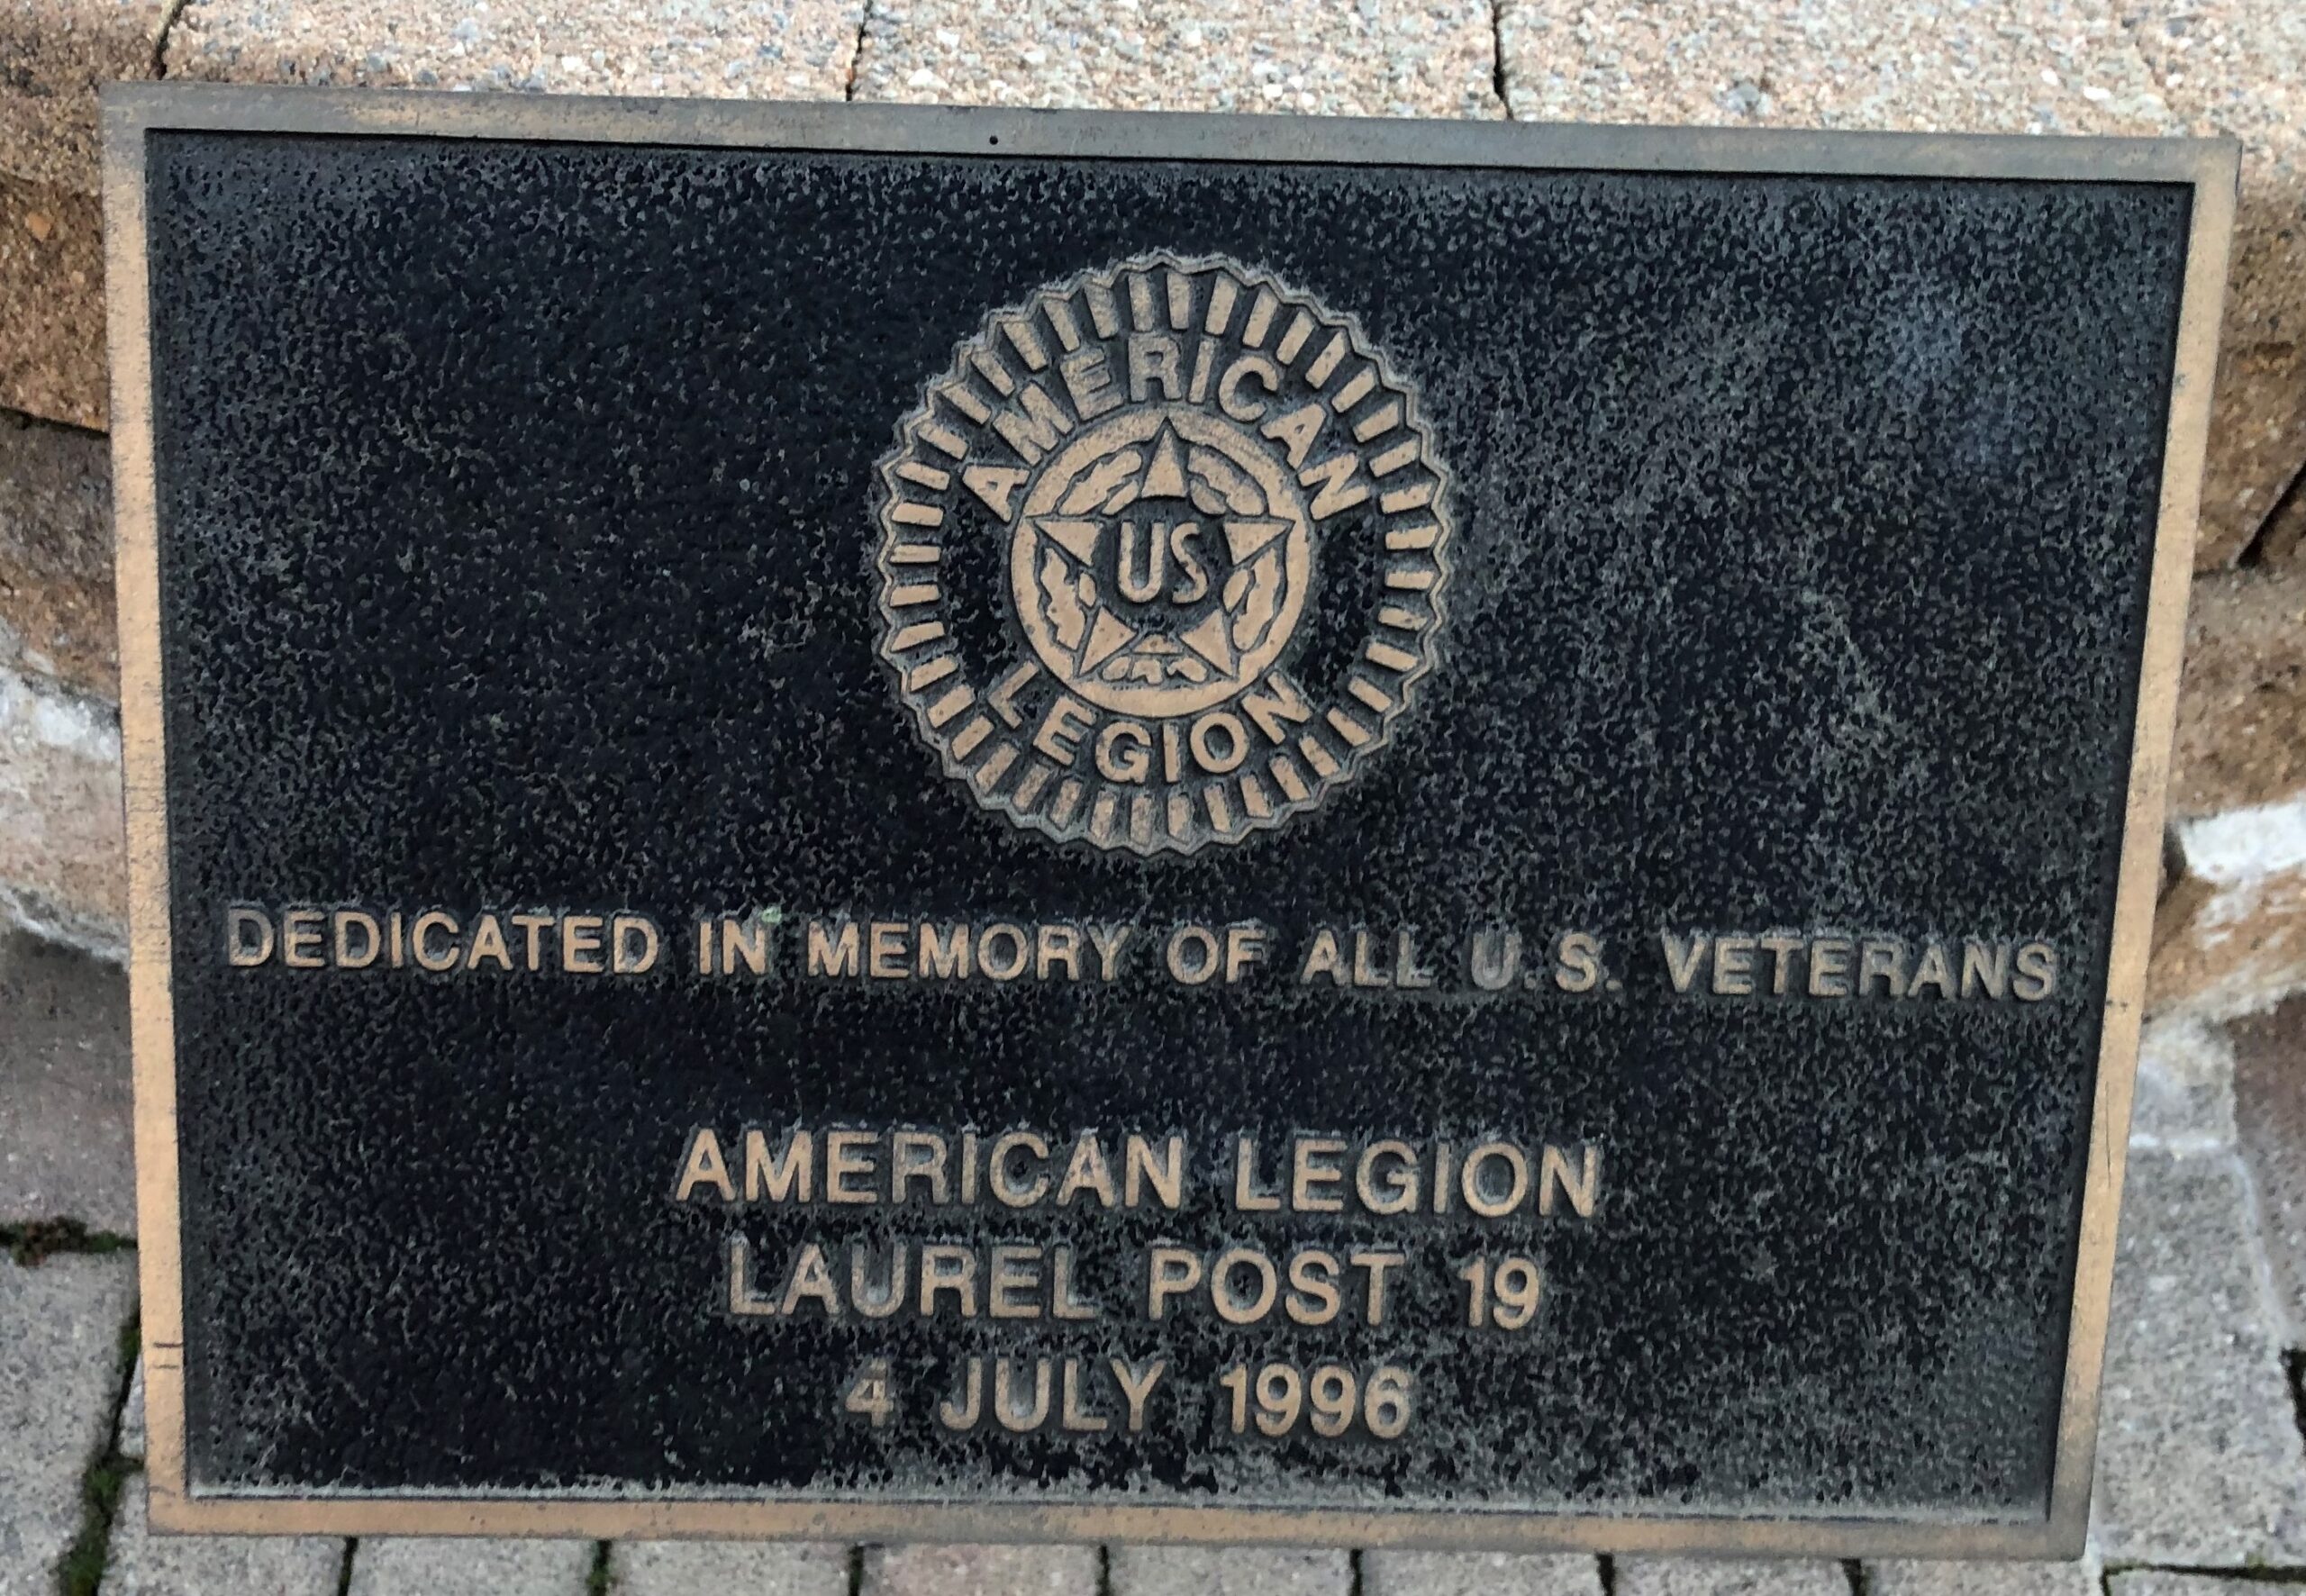 AMERICAN
US
LEGION
DEDICATED IN MEMORY OF ALL U.S. VETERANS
AMERICAN LEGION
LAUREL POST 19
4 JULY 1996